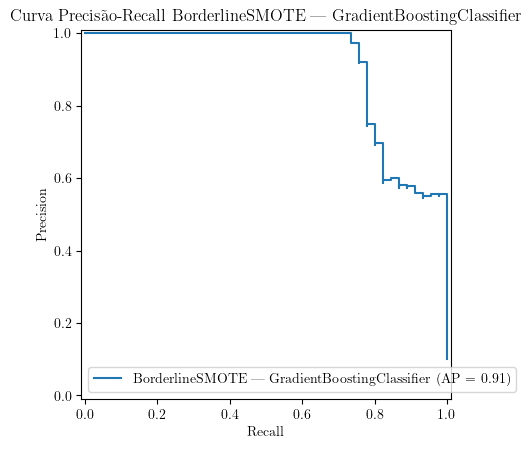 Curva Precisão-Recall BorderlineSMOTE — GradientBoostingClassifier
1.0
0.8
0.6
0.4
0.2
0.0
Precision
BorderlineSMOTE — GradientBoostingClassifier (AP = 0.91)
0.0 0.2 0.4 0.6 0.8 1.0
Recall